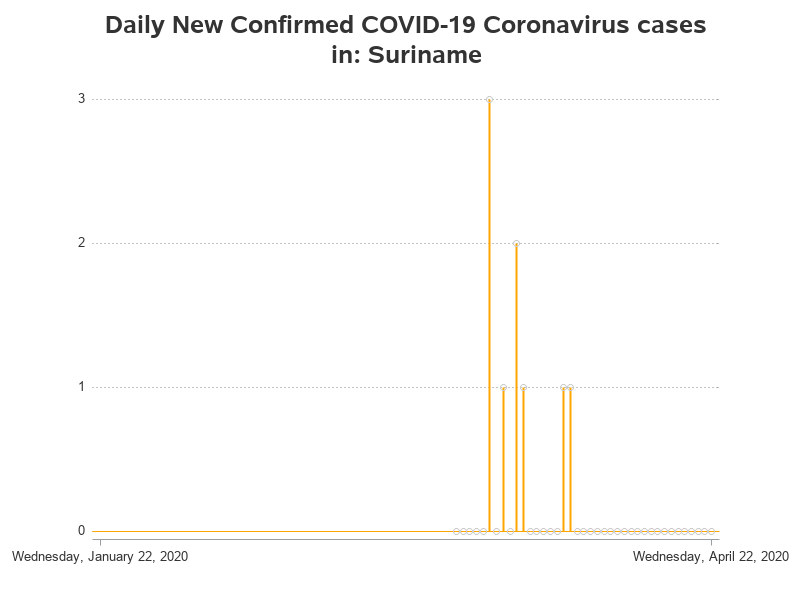 Daily New Confirmed COVID-19 Coronavirus cases
in: Suriname
3
2
1
0
Wednesday, January 22, 2020
Wednesday, April 22, 2020